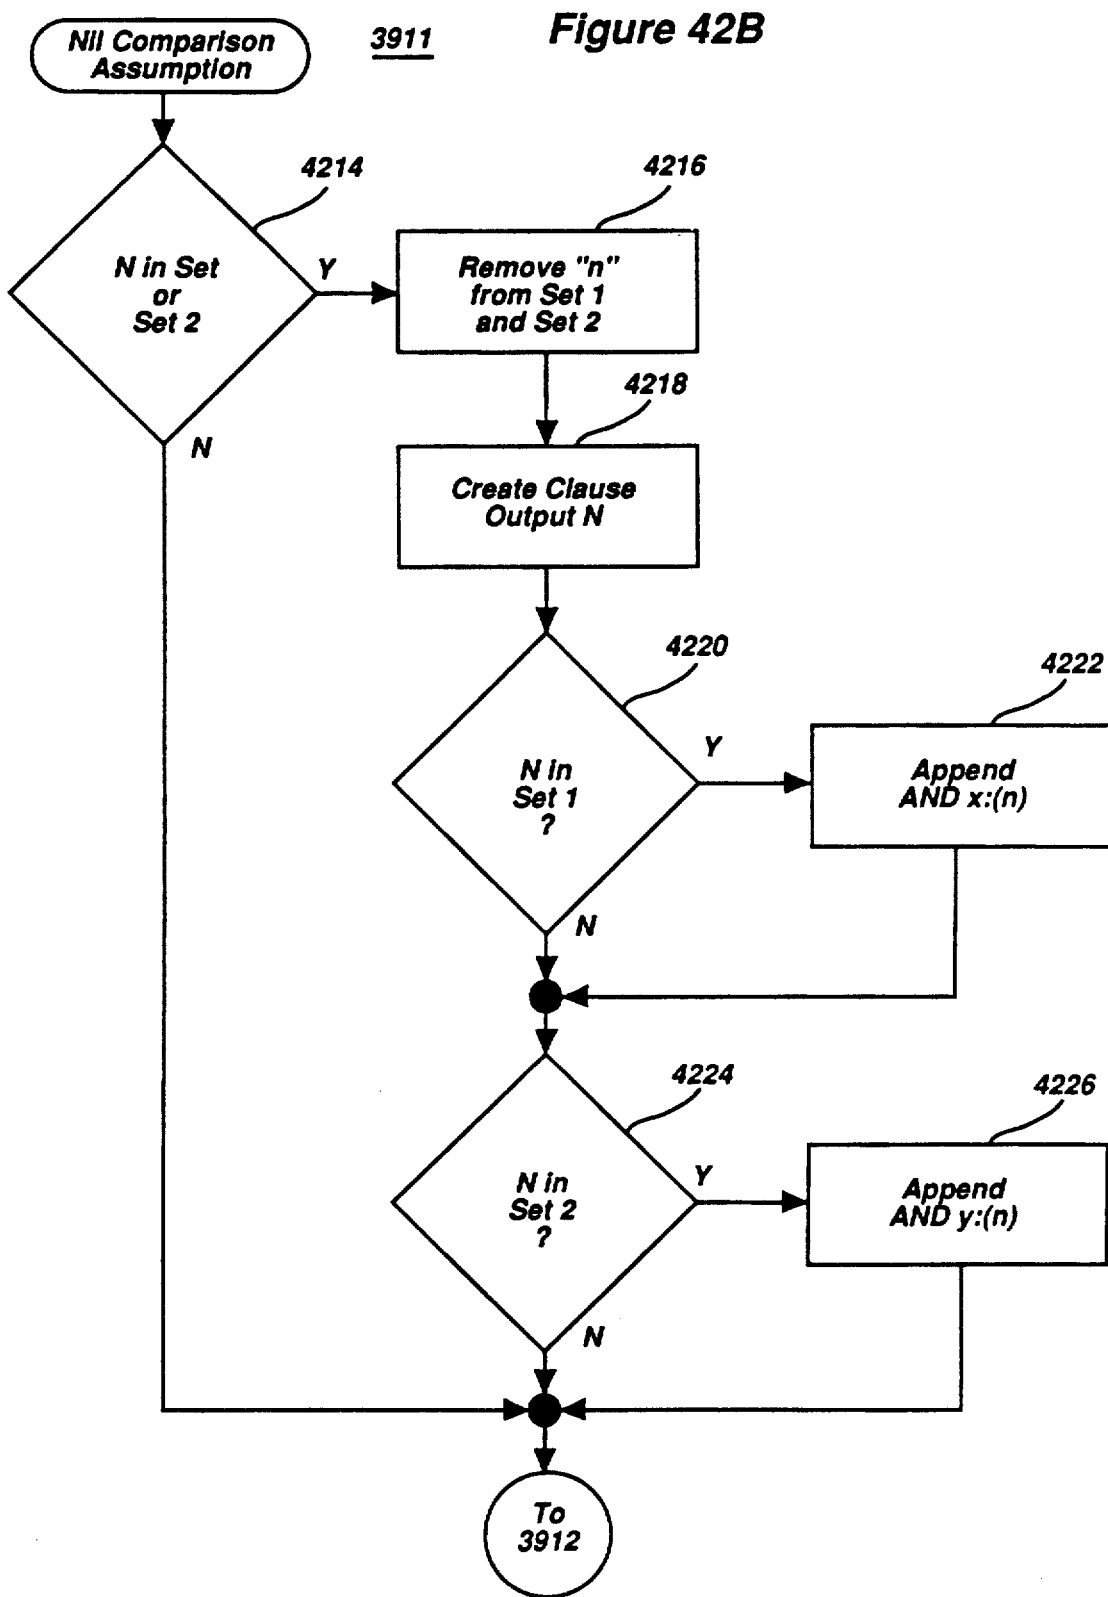 Figure 42B
3911
Nil Comparison
Assumption
4214
N in Set
or
Set 2
Y
N
4216
Remove "n"
from Set 1
and Set 2
4218
Create Clause
Output N
4220
N in
Set 1
?
Y
N
4222
Append
AND x:(n)
4224
N in
Set 2
?
Y
N
4226
Append
AND y:(n)
To
3912